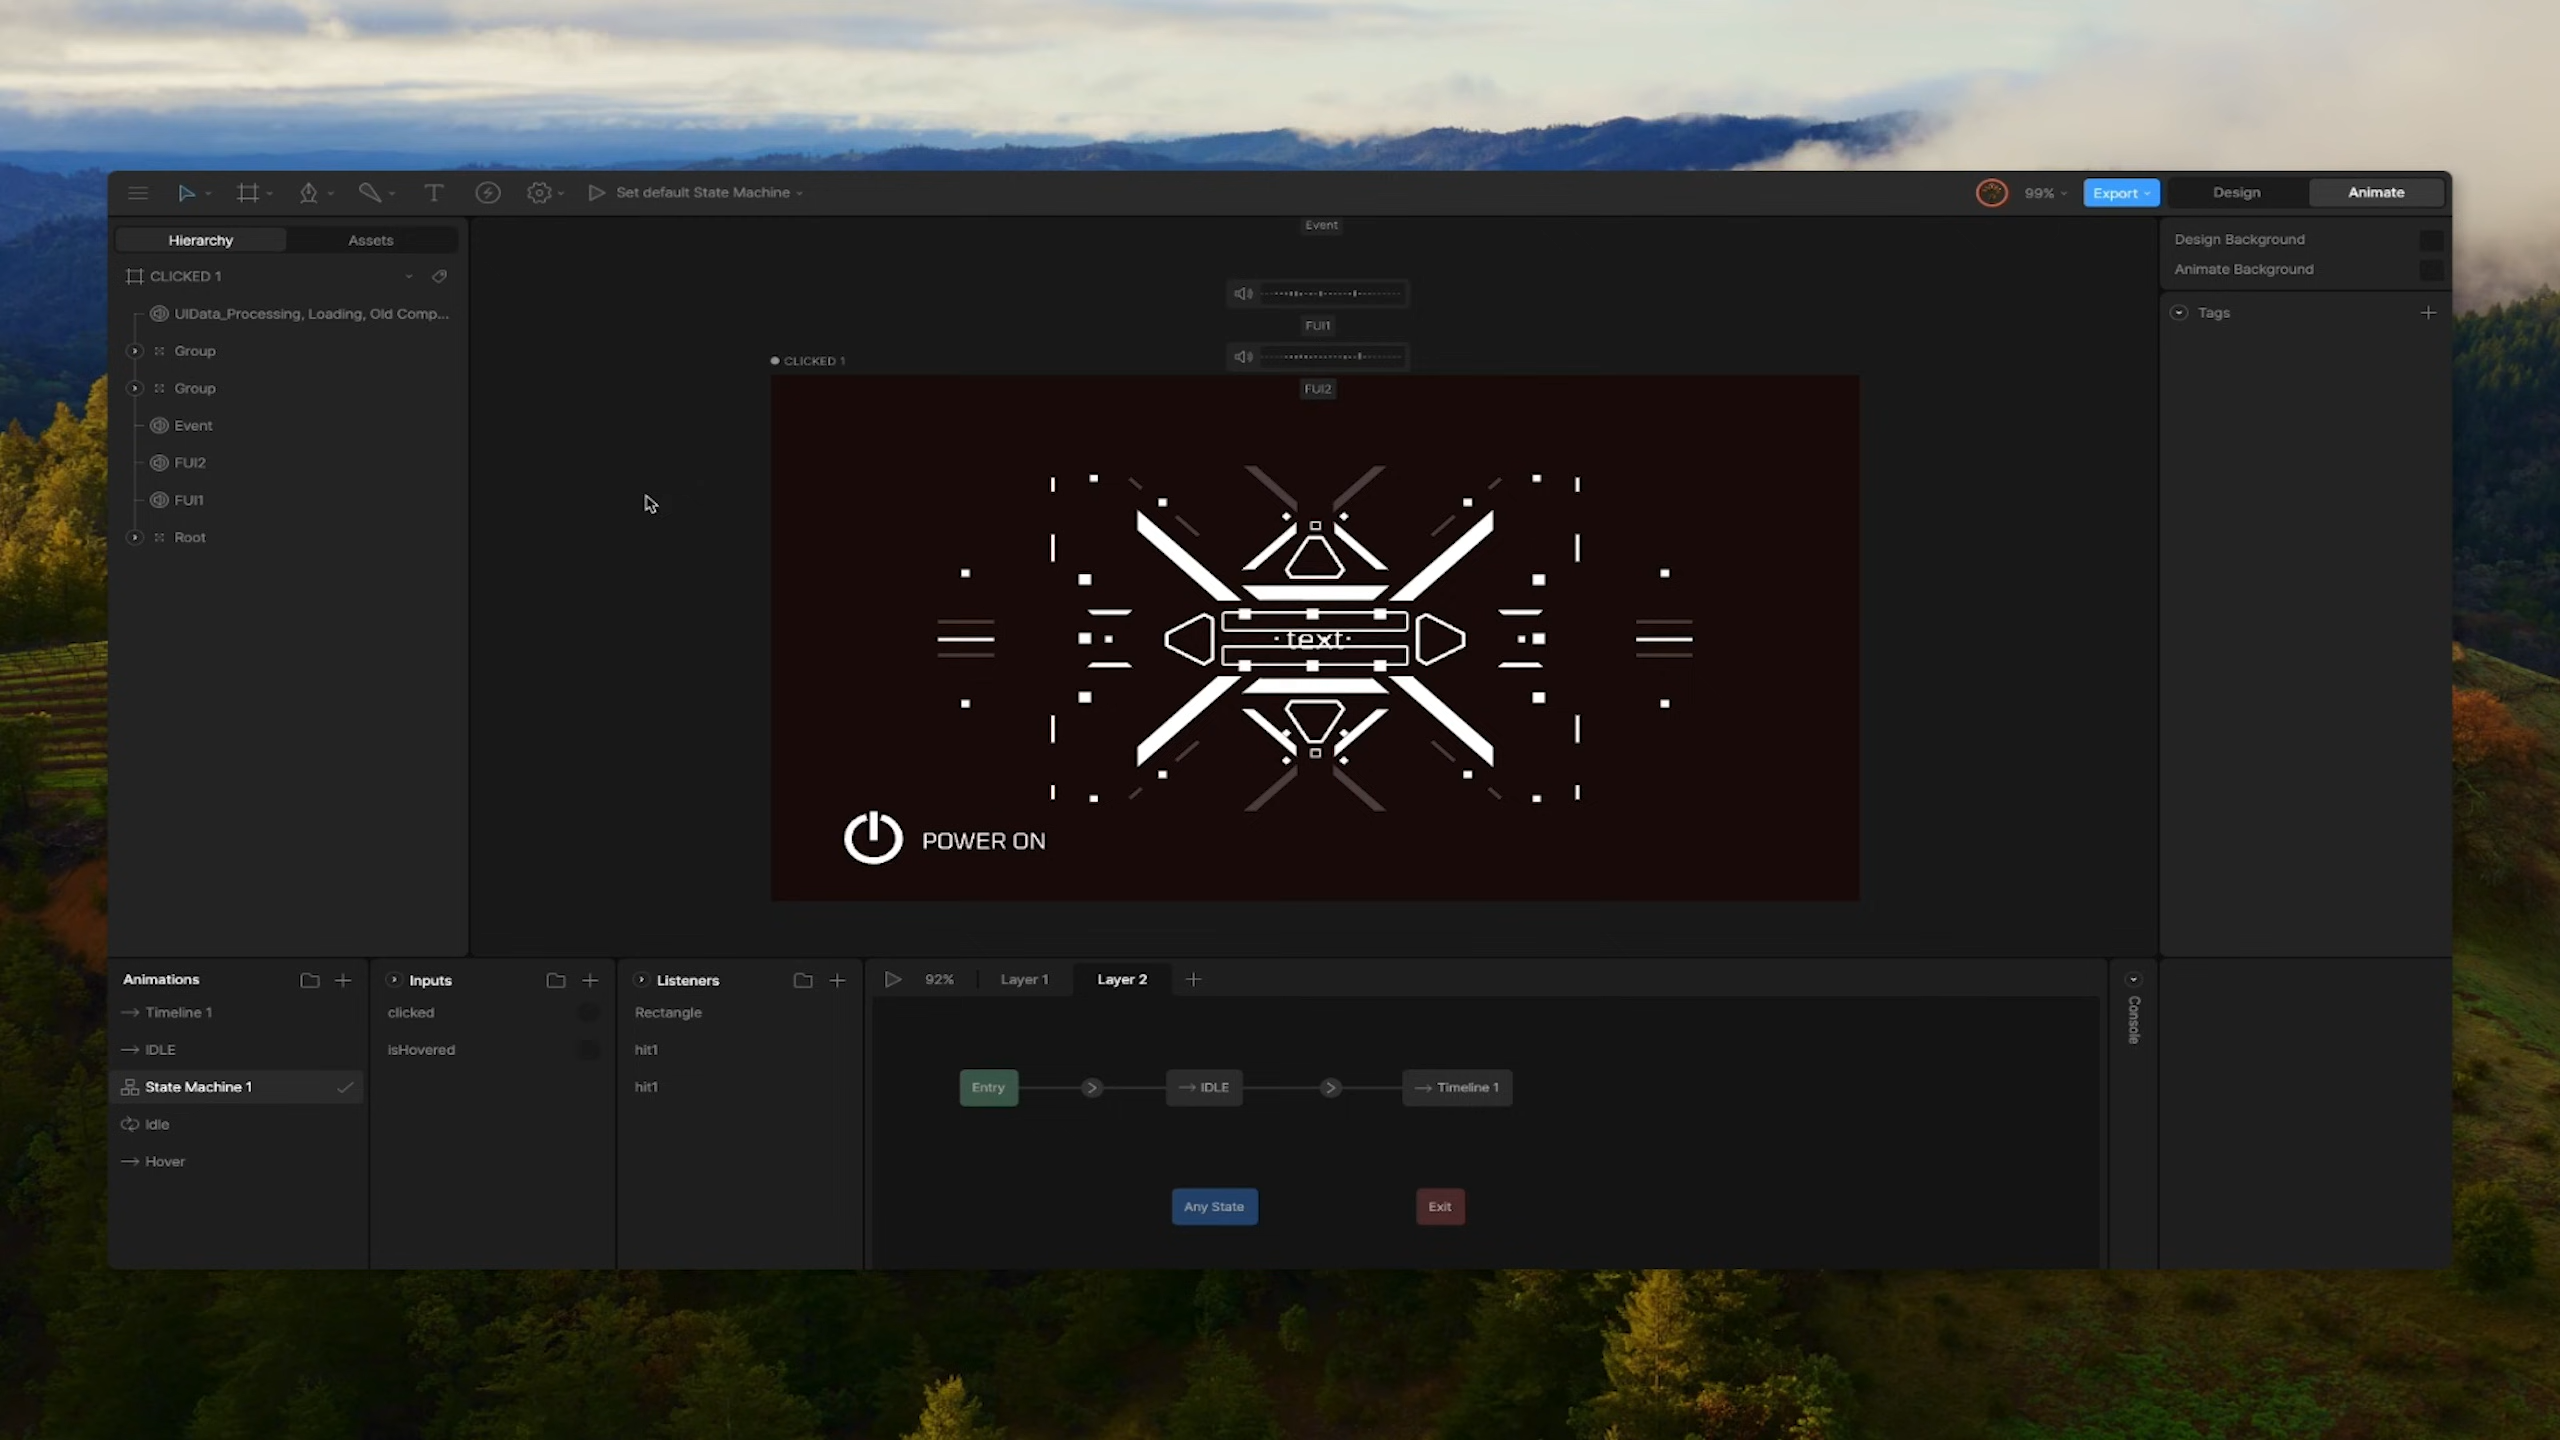 Set default State Machine
99%
Export
Design
Animate
Hierarchy
Assets
CLICKED 1
UIData_Processing, Loading, Old Comp...
Group
Group
Event
FUI2
FUI1
Root
Event
FUI1
CLICKED 1
FUI2
text
POWER ON
Design Background
Animate Background
Tags
Animations
Timeline 1
IDLE
State Machine 1
Idle
Hover
Inputs
clicked
isHovered
Listeners
Rectangle
hit1
hit1
92%
Layer 1
Layer 2
Entry
IDLE
Timeline 1
Any State
Exit
Console